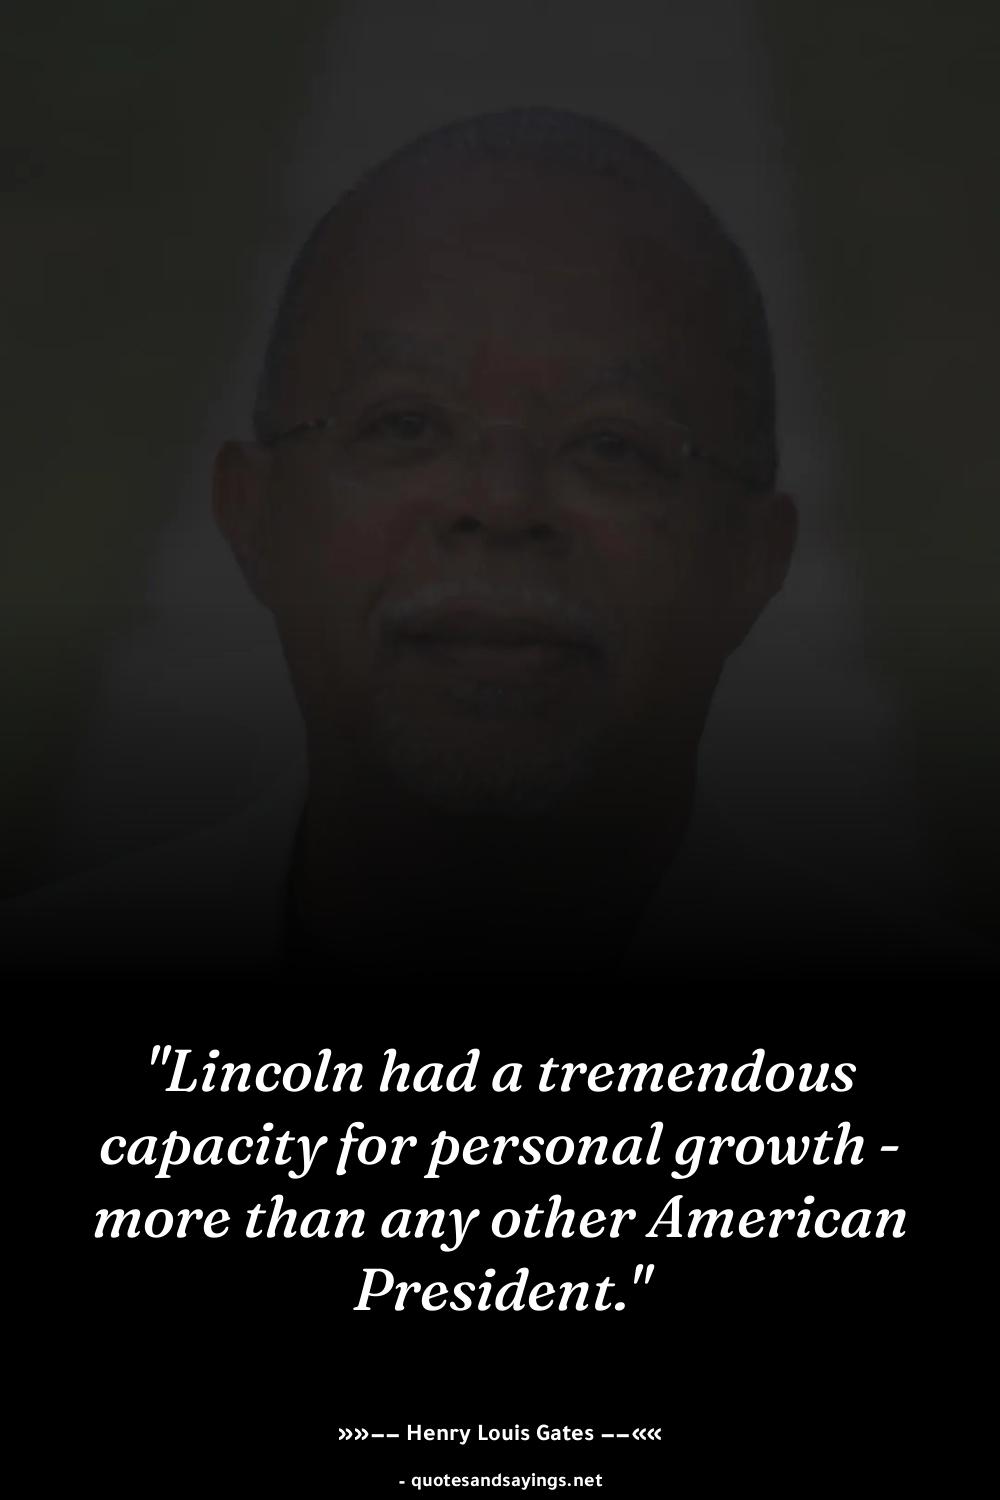 "Lincoln had a tremendous
capacity for personal growth -
more than any other American
President."
»»–– Henry Louis Gates ––««
- quotesandsayings.net